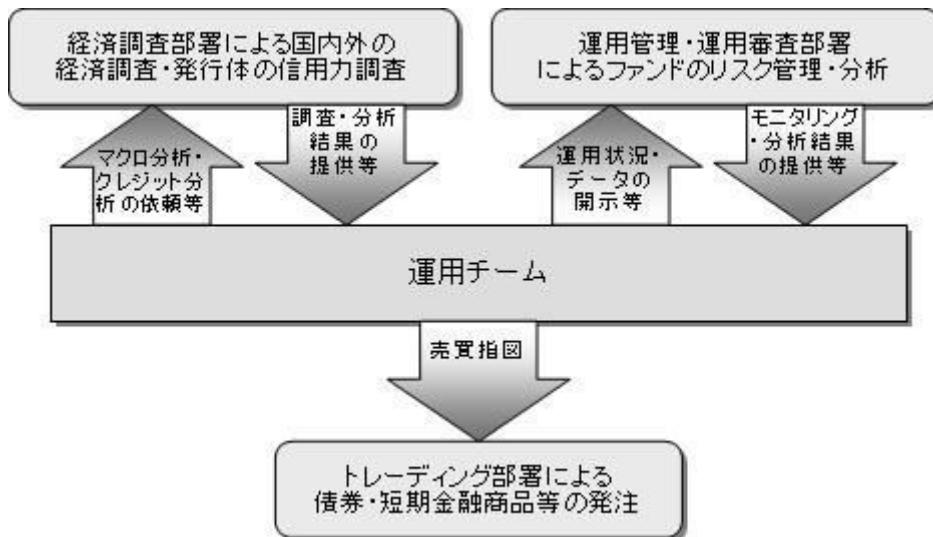 経済調査部署による国内外の
経済調査・発行体の信用力調査
運用管理・運用審査部署
によるファンドのリスク管理・分析
マクロ分析・
クレジット分
析の依頼等
調査・分析
結果の
提供等
運用状況・
データの
開示等
モニタリング
・分析結果
の提供等
運用チーム
売買指図
トレーディング部署による
債券・短期金融商品等の発注